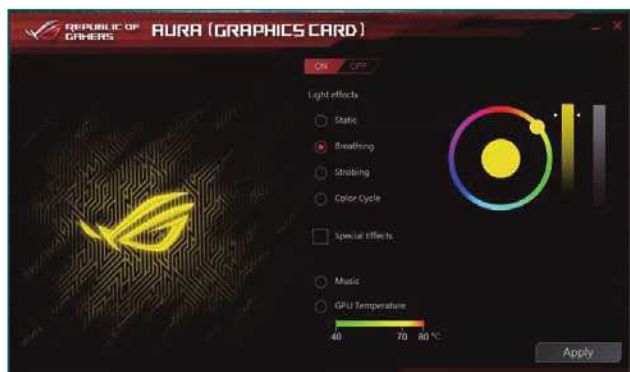 REPUBLIC OF
GAMERS
AURA (GRAPHICS CARD)
ON
OFF
Light effects
Static
Breathing
Strobing
Color Cycle
Special Effects
Music
GPU Temperature
40 70 80 °C
Apply